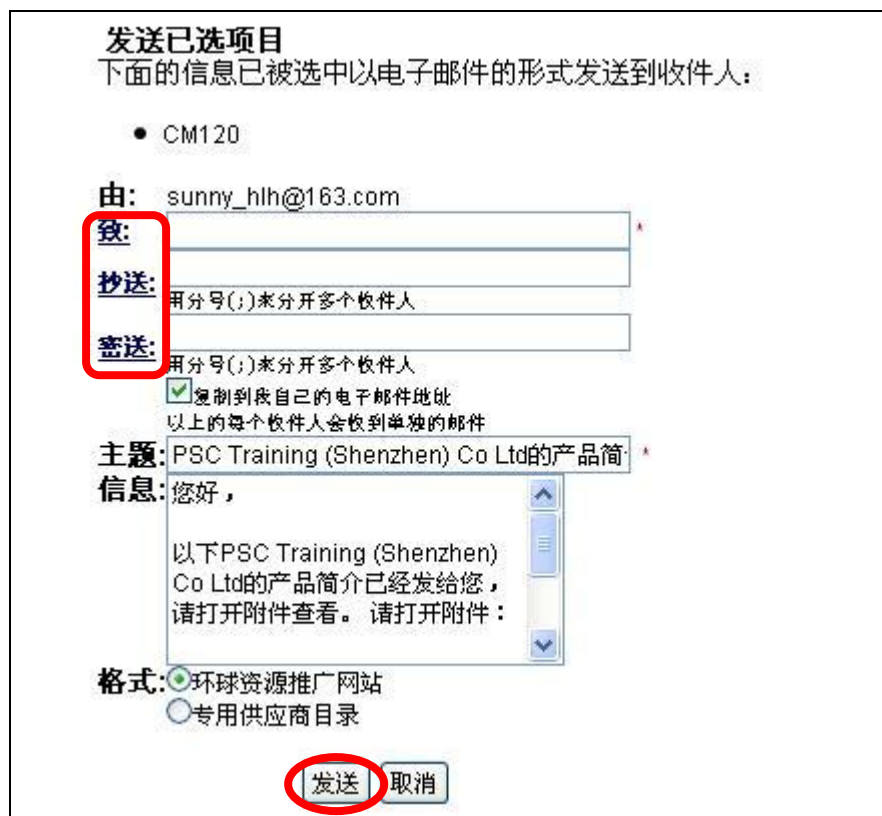 发送已选项目
下面的信息已被选中以电子邮件的形式发送到收件人：
● CM120
由： sunny_hlh@163.com
致： *
抄送：
用分号(;)来分开多个收件人
密送：
用分号(;)来分开多个收件人
复制到我自己的电子邮件地址
以上的每个收件人会收到单独的邮件
主题: PSC Training (Shenzhen) Co Ltd的产品简 *
信息: 您好，
以下PSC Training (Shenzhen)
Co Ltd的产品简介已经发给您，
请打开附件查看。 请打开附件：
格式: 环球资源推广网站
专用供应商目录
发送 取消